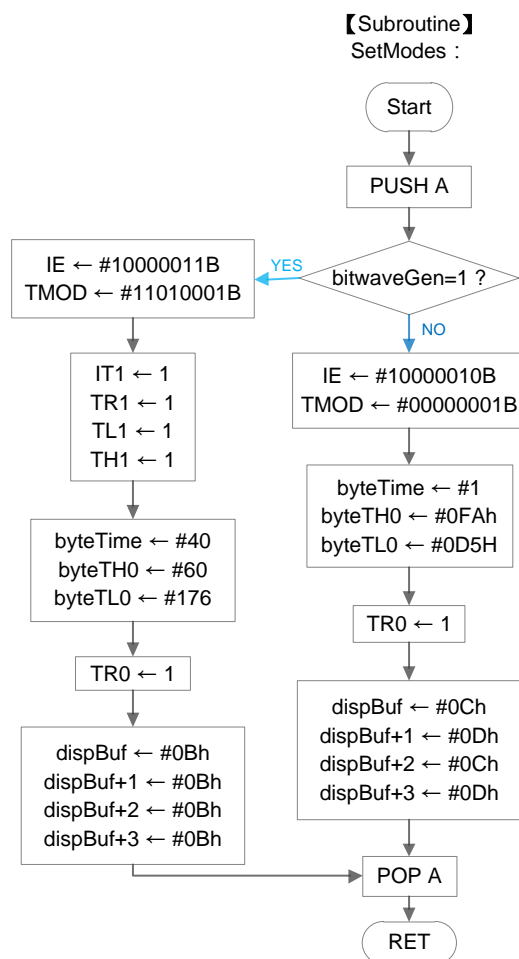 【Subroutine】
SetModes :
Start
PUSH A
bitwaveGen=1 ?
YES
IE ← #10000011B
TMOD ← #11010001B
IT1 ← 1
TR1 ← 1
TL1 ← 1
TH1 ← 1
byteTime ← #40
byteTH0 ← #60
byteTL0 ← #176
TR0 ← 1
dispBuf ← #0Bh
dispBuf+1 ← #0Bh
dispBuf+2 ← #0Bh
dispBuf+3 ← #0Bh
NO
IE ← #10000010B
TMOD ← #00000001B
byteTime ← #1
byteTH0 ← #0FAh
byteTL0 ← #0D5H
TR0 ← 1
dispBuf ← #0Ch
dispBuf+1 ← #0Dh
dispBuf+2 ← #0Ch
dispBuf+3 ← #0Dh
POP A
RET